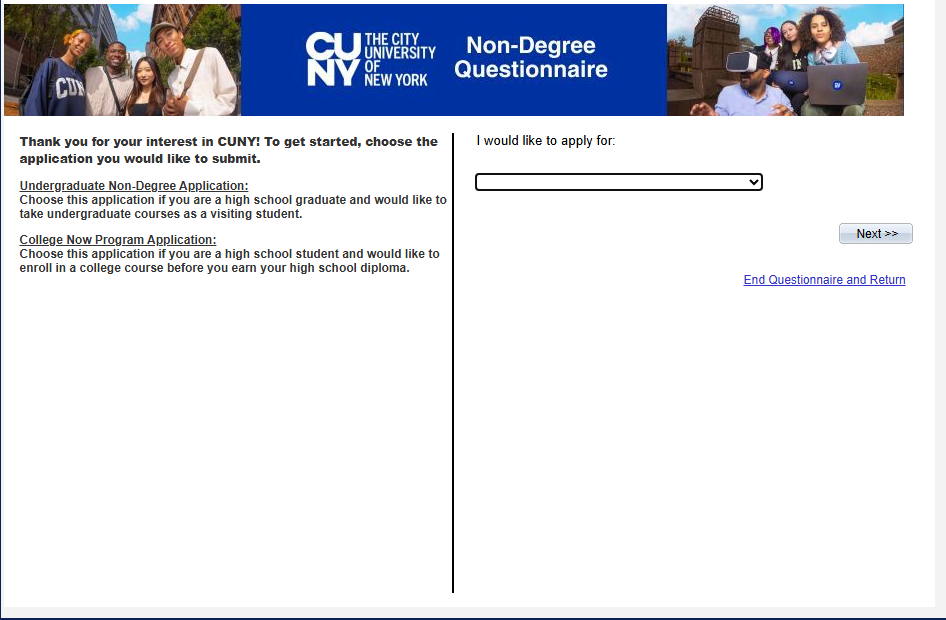 CUNY
THE CITY
UNIVERSITY
OF
NEW YORK
Non-Degree
Questionnaire
Thank you for your interest in CUNY! To get started, choose the
application you would like to submit.
Undergraduate Non-Degree Application:
Choose this application if you are a high school graduate and would like to
take undergraduate courses as a visiting student.
College Now Program Application:
Choose this application if you are a high school student and would like to
enroll in a college course before you earn your high school diploma.
I would like to apply for:
Next >>
End Questionnaire and Return